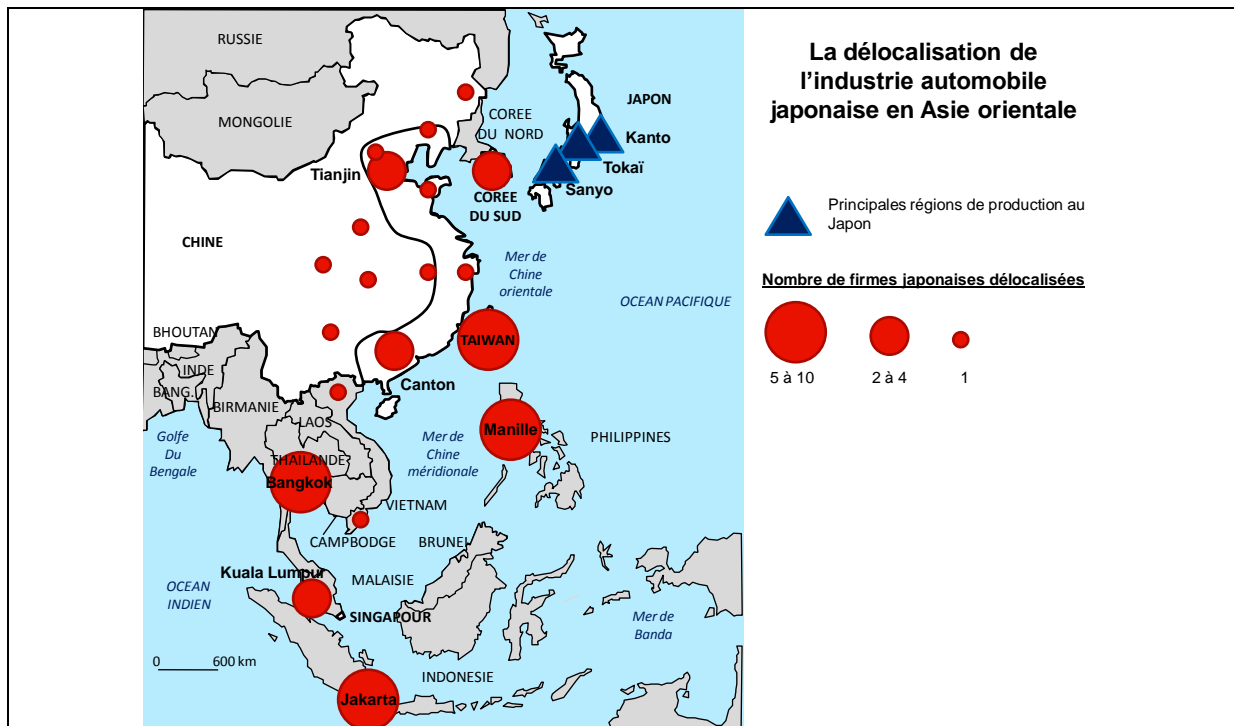 La délocalisation de
l'industrie automobile
japonaise en Asie orientale
RUSSIE
MONGOLIE
COREE
DU NORD
JAPON
Kanto
Tokaï
Sanyo
Tianjin
COREE
DU SUD
CHINE
Mer de
Chine
orientale
OCEAN PACIFIQUE
BHOUTAN
INDE
BANG.
BIRMANIE
LAOS
TAIWAN
Canton
Golfe
Du
Bengale
THAILANDE
Bangkok
Mer de
Chine
méridionale
Manille
PHILIPPINES
VIETNAM
CAMPBODGE
BRUNEI
Kuala Lumpur
MALAISIE
OCEAN
INDIEN
SINGAPOUR
Mer de
Banda
0 600 km
INDONESIE
Jakarta
Principales régions de production au
Japon
Nombre de firmes japonaises délocalisées
5 à 10 2 à 4 1